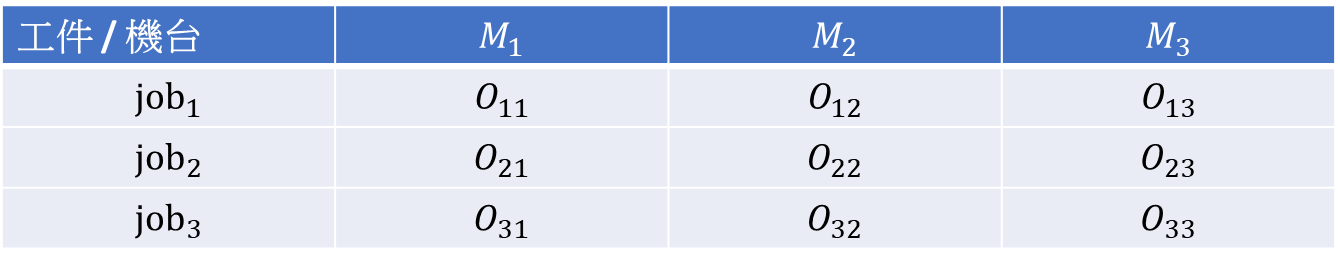 工件 / 機台 M₁ M₂ M₃
job₁ O₁₁ O₁₂ O₁₃
job₂ O₂₁ O₂₂ O₂₃
job₃ O₃₁ O₃₂ O₃₃